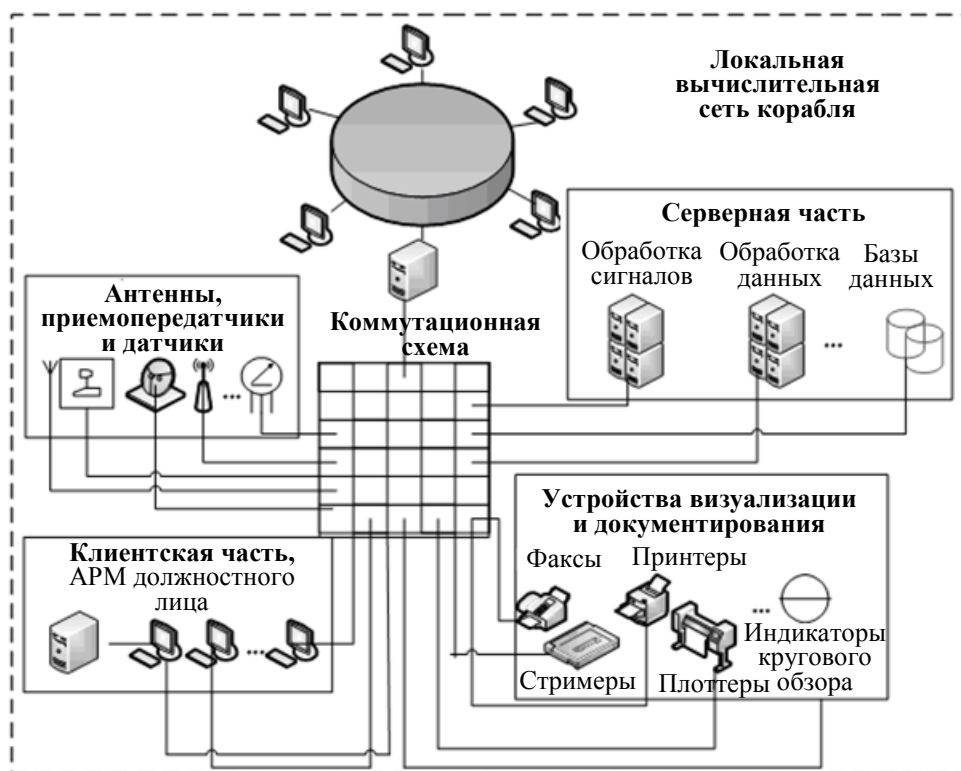 Локальная
вычислительная
сеть корабля
Серверная часть
Обработка
сигналов
Обработка
данных
Базы
данных
...
Антенны,
приемопередатчики
и датчики
...
Коммутационная
схема
Устройства визуализации
и документирования
Факсы
Принтеры
...
Стримеры
Плоттеры
Индикаторы
кругового
обзора
Клиентская часть,
АРМ должностного
лица
...